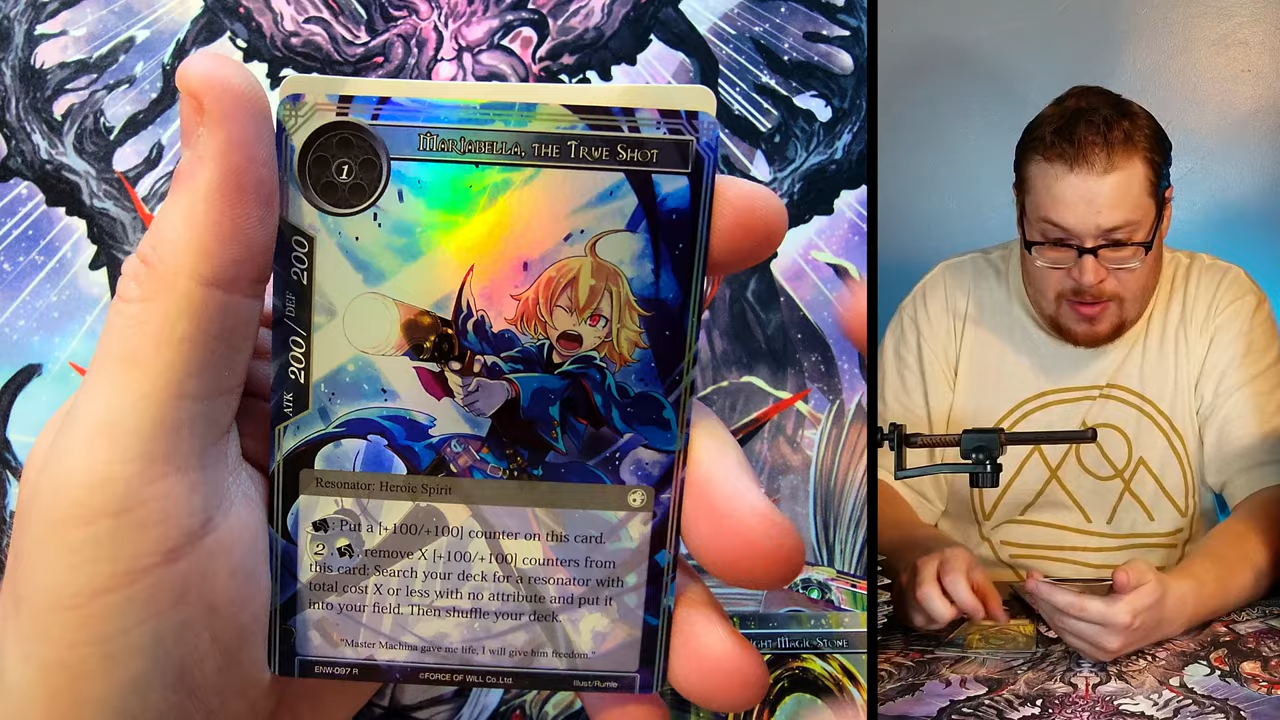 Mariabella, the True Shot
1
ATK 200/DEF 200
Resonator: Heroic Spirit
: Put a [+100/+100] counter on this card.
2 , remove X [+100/+100] counters from
this card: Search your deck for a resonator with
total cost X or less with no attribute and put it
into your field. Then shuffle your deck.
"Master Machina gave me life, I will give him freedom."
ENW-097 R
©FORCE OF WILL Co.,Ltd.
Illust/Rumie
ght Magic Stone